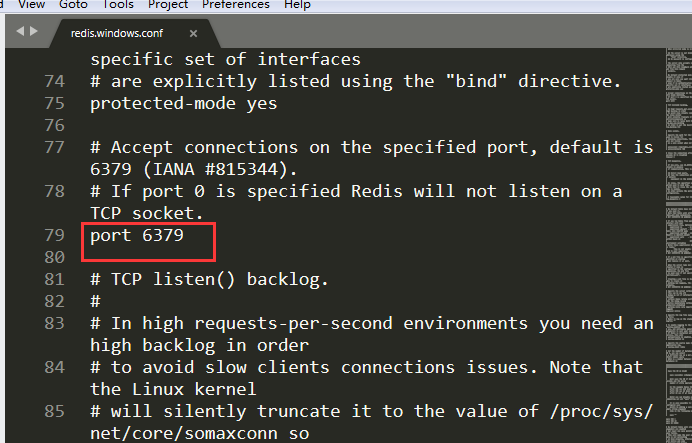 View Goto Tools Project Preferences Help
redis.windows.conf ×
specific set of interfaces
74 # are explicitly listed using the "bind" directive.
75 protected-mode yes
76
77 # Accept connections on the specified port, default is
6379 (IANA #815344).
78 # If port 0 is specified Redis will not listen on a
TCP socket.
79 port 6379
80
81 # TCP listen() backlog.
82 #
83 # In high requests-per-second environments you need an
high backlog in order
84 # to avoid slow clients connections issues. Note that
the Linux kernel
85 # will silently truncate it to the value of /proc/sys/
net/core/somaxconn so